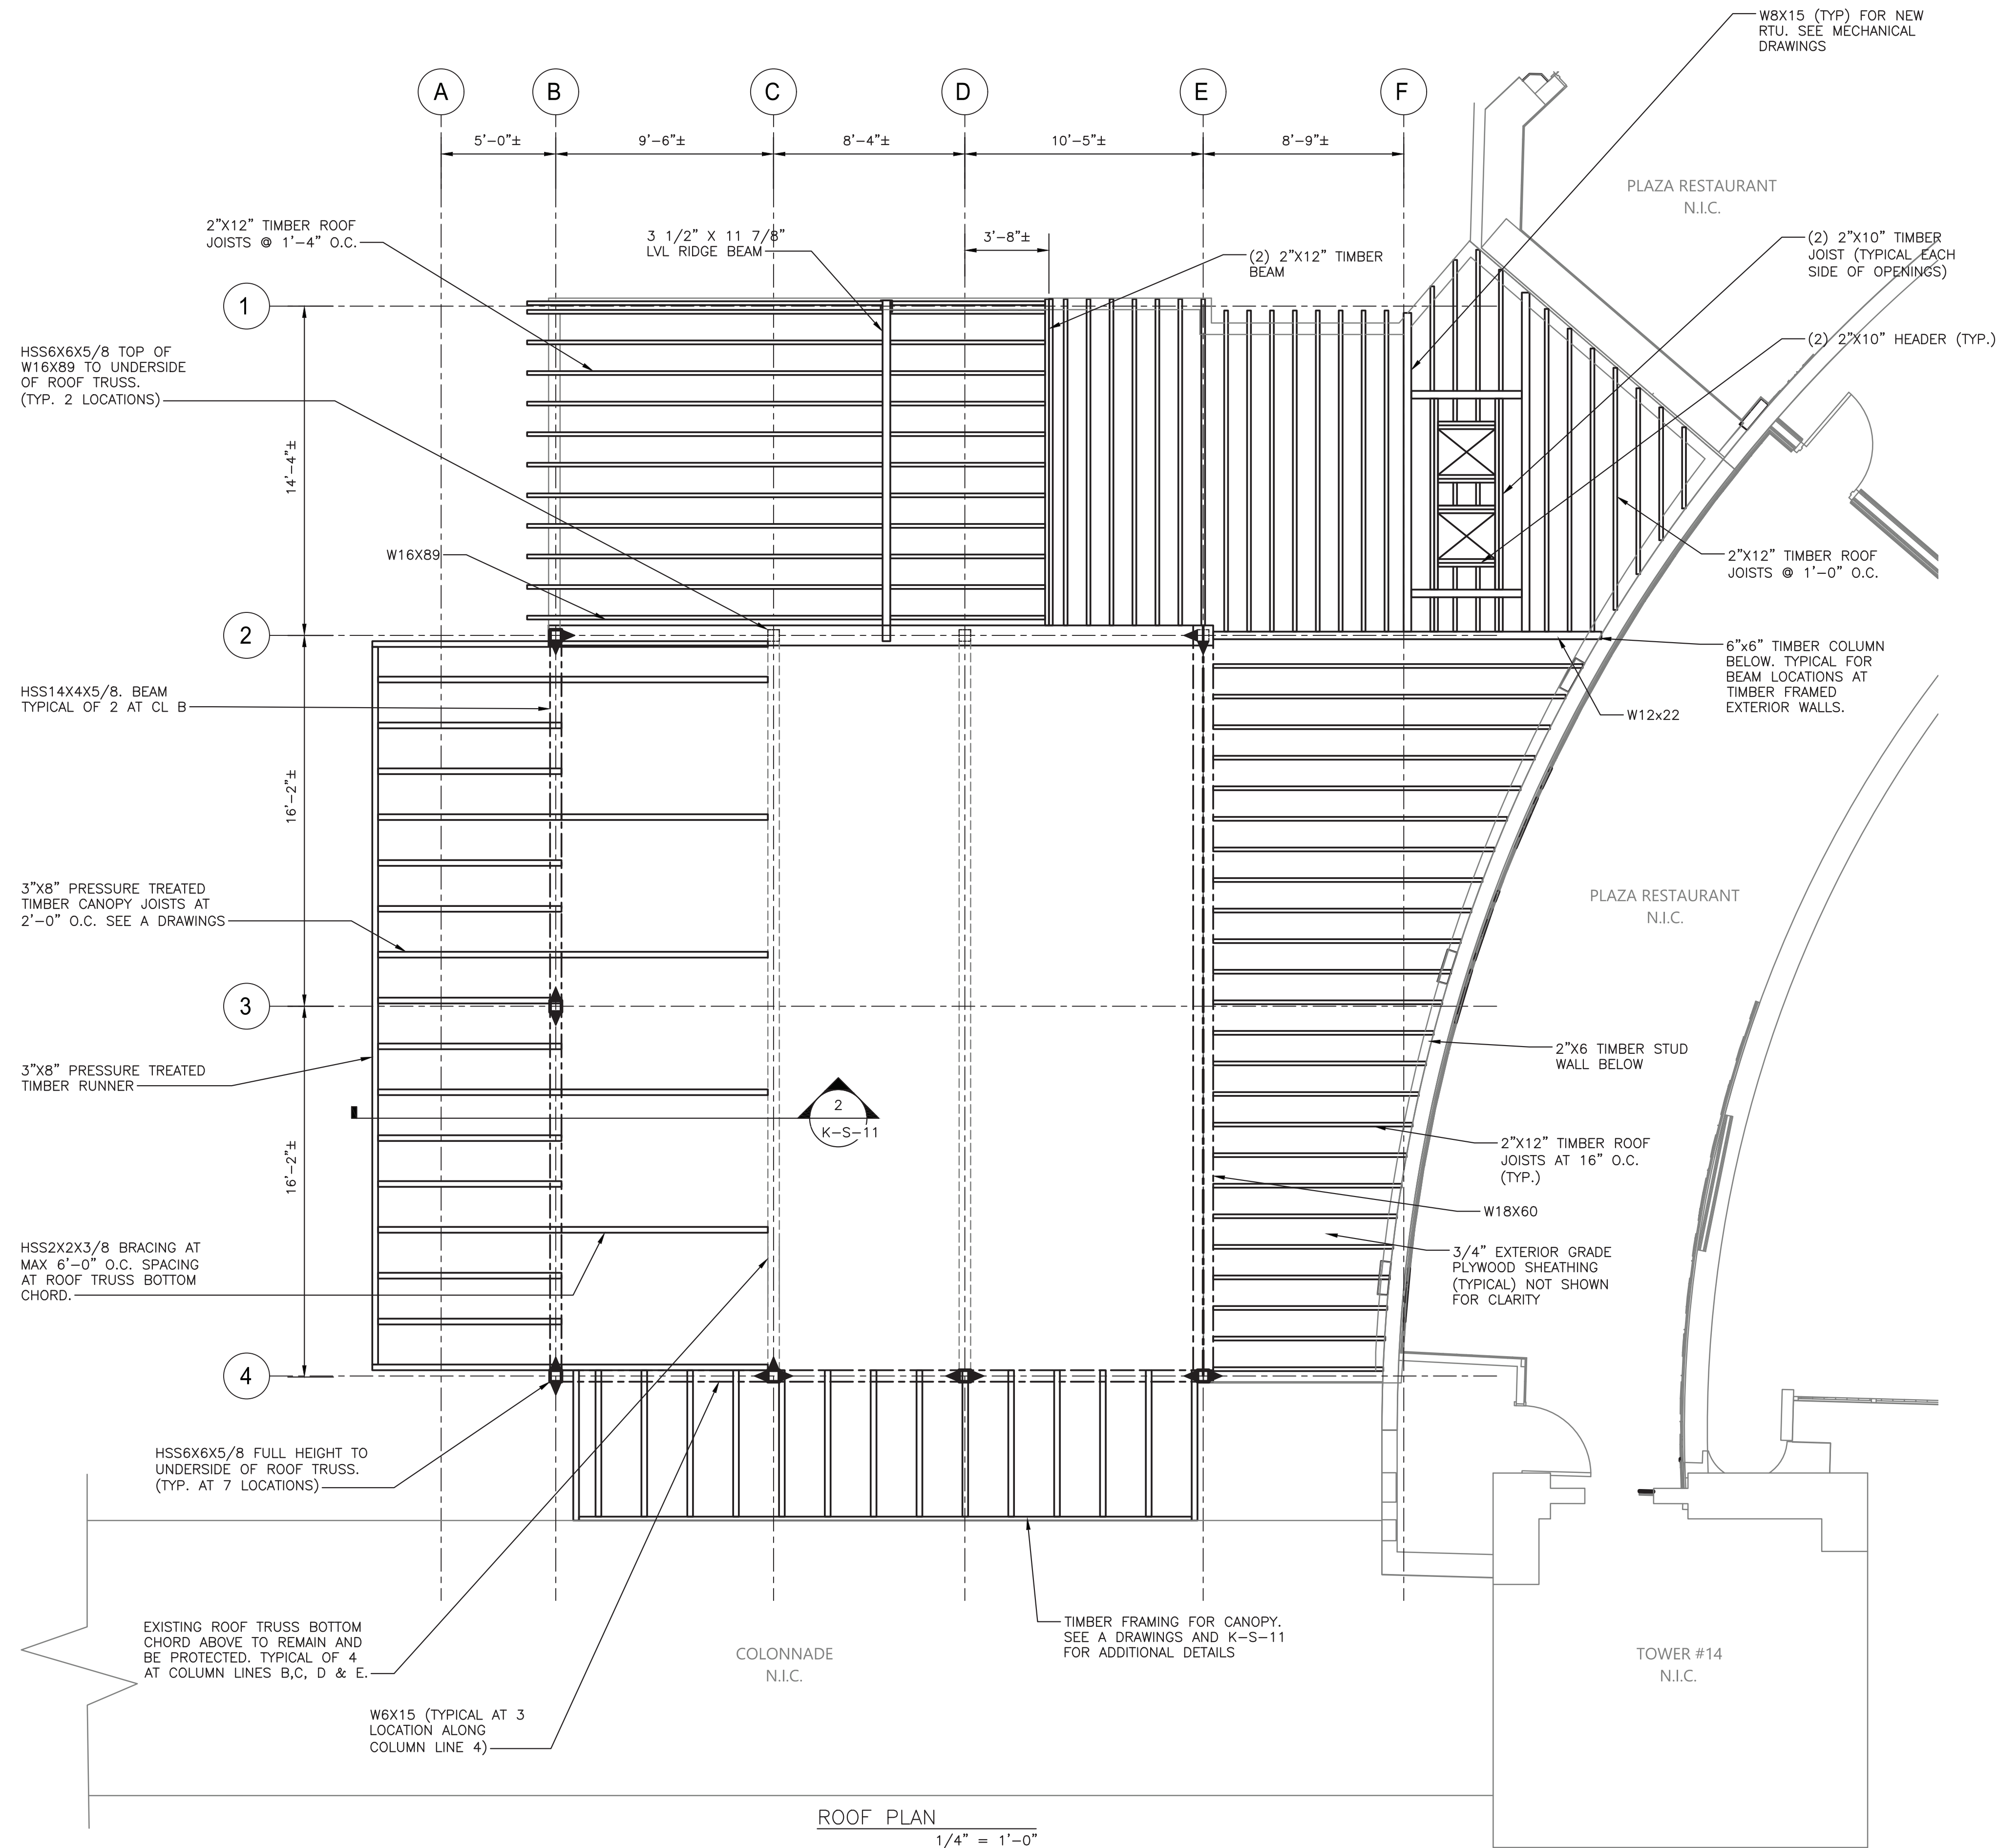 W8X15 (TYP) FOR NEW
RTU. SEE MECHANICAL
DRAWINGS
A
B
C
D
E
F
5'-0"±
9'-6"±
8'-4"±
10'-5"±
8'-9"±
PLAZA RESTAURANT
N.I.C.
2"X12" TIMBER ROOF
JOISTS @ 1'-4" O.C.
3 1/2" X 11 7/8"
LVL RIDGE BEAM
3'-8"±
(2) 2"X12" TIMBER
BEAM
(2) 2"X10" TIMBER
JOIST (TYPICAL EACH
SIDE OF OPENINGS)
1
(2) 2"X10" HEADER (TYP.)
HSS6X6X5/8 TOP OF
W16X89 TO UNDERSIDE
OF ROOF TRUSS.
(TYP. 2 LOCATIONS)
14'-4"±
W16X89
2"X12" TIMBER ROOF
JOISTS @ 1'-0" O.C.
2
6"x6" TIMBER COLUMN
BELOW. TYPICAL FOR
BEAM LOCATIONS AT
TIMBER FRAMED
EXTERIOR WALLS.
HSS14X4X5/8. BEAM
TYPICAL OF 2 AT CL B
W12x22
16'-2"±
3"X8" PRESSURE TREATED
TIMBER CANOPY JOISTS AT
2'-0" O.C. SEE A DRAWINGS
PLAZA RESTAURANT
N.I.C.
3
3"X8" PRESSURE TREATED
TIMBER RUNNER
2"X6 TIMBER STUD
WALL BELOW
2
K-S-11
16'-2"±
2"X12" TIMBER ROOF
JOISTS AT 16" O.C.
(TYP.)
W18X60
HSS2X2X3/8 BRACING AT
MAX 6'-0" O.C. SPACING
AT ROOF TRUSS BOTTOM
CHORD.
3/4" EXTERIOR GRADE
PLYWOOD SHEATHING
(TYPICAL) NOT SHOWN
FOR CLARITY
4
HSS6X6X5/8 FULL HEIGHT TO
UNDERSIDE OF ROOF TRUSS.
(TYP. AT 7 LOCATIONS)
EXISTING ROOF TRUSS BOTTOM
CHORD ABOVE TO REMAIN AND
BE PROTECTED. TYPICAL OF 4
AT COLUMN LINES B,C, D & E.
TIMBER FRAMING FOR CANOPY.
SEE A DRAWINGS AND K-S-11
FOR ADDITIONAL DETAILS
COLONNADE
N.I.C.
TOWER #14
N.I.C.
W6X15 (TYPICAL AT 3
LOCATION ALONG
COLUMN LINE 4)
ROOF PLAN
1/4" = 1'-0"